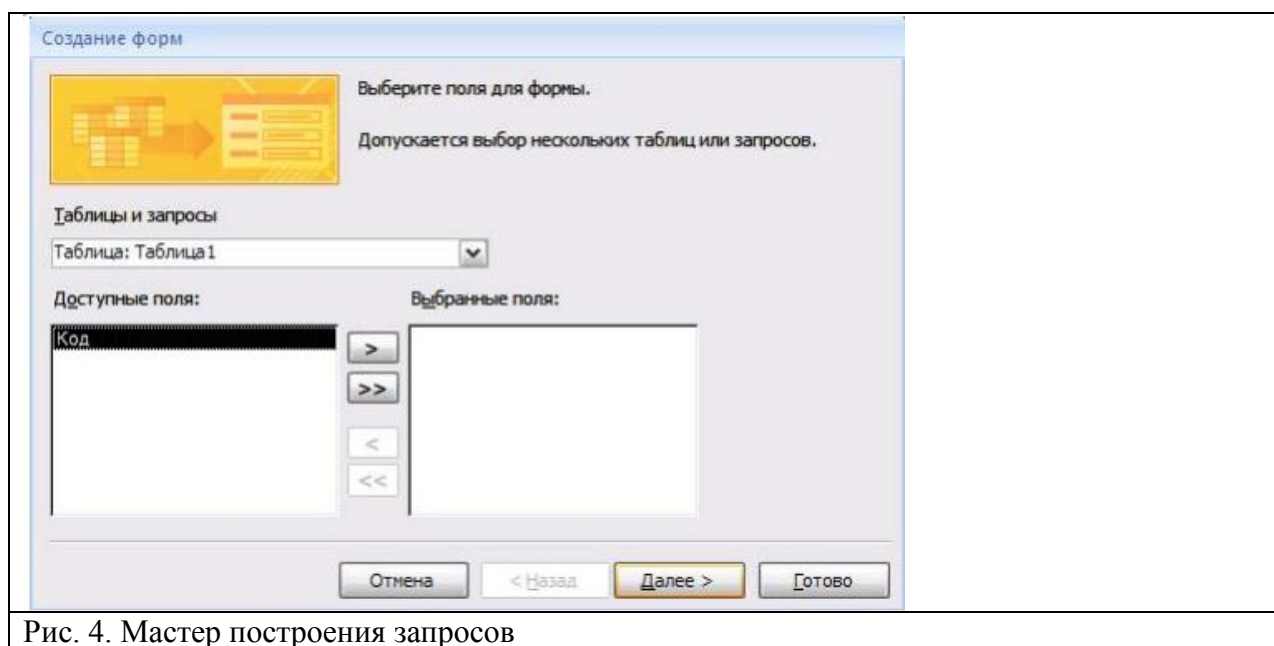 Создание форм
Выберите поля для формы.
Допускается выбор нескольких таблиц или запросов.
Таблицы и запросы
Таблица: Таблица1
Доступные поля:
Выбранные поля:
Код
>
>>
<
<<
Отмена
< Назад
Далее >
Готово
Рис. 4. Мастер построения запросов